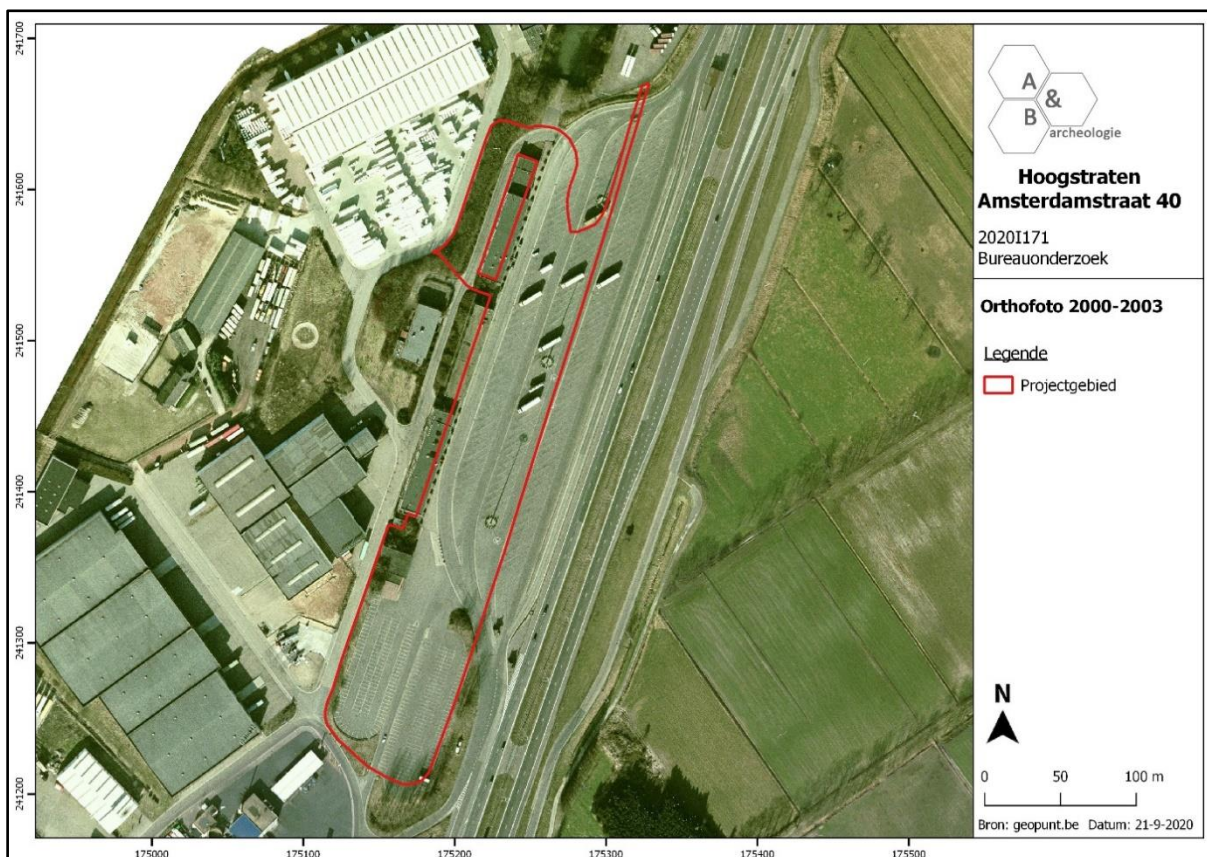 241700
241600
241500
241400
241300
241200
175000
175100
175200
175300
175400
175500
A
&
B
archeologie
Hoogstraten
Amsterdamstraat 40
2020I171
Bureauonderzoek
Orthofoto 2000-2003
Legende
Projectgebied
N
0 50 100 m
Bron: geopunt.be Datum: 21-9-2020